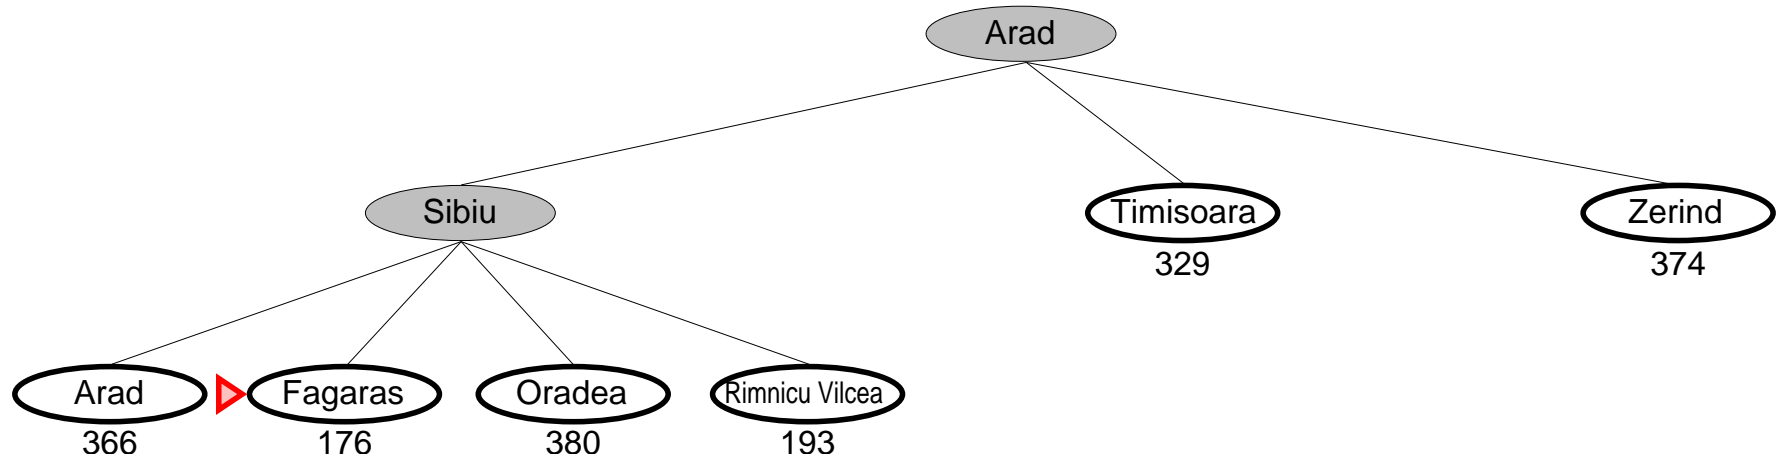 Arad
Sibiu
Timisoara
Zerind
329
374
Arad
Fagaras
Oradea
Rimnicu Vilcea
366
176
380
193